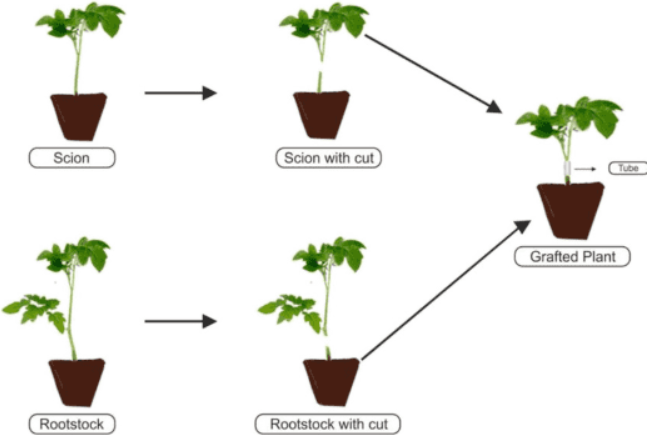 Scion
Scion with cut
Tube
Grafted Plant
Rootstock
Rootstock with cut